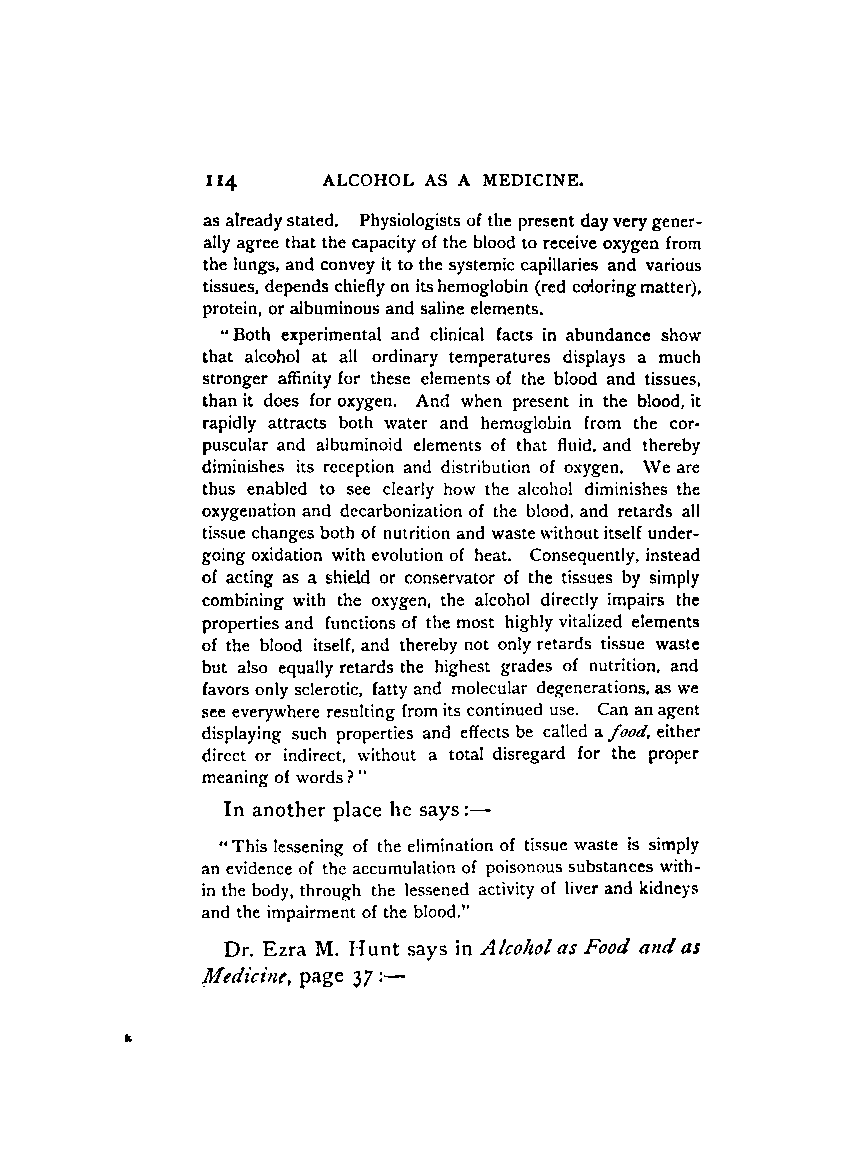 114 ALCOHOL AS A MEDICINE.
as already stated. Physiologists of the present day very gener-
ally agree that the capacity of the blood to receive oxygen from
the lungs, and convey it to the systemic capillaries and various
tissues, depends chiefly on its hemoglobin (red coloring matter),
protein, or albuminous and saline elements.
“Both experimental and clinical facts in abundance show
that alcohol at all ordinary temperatures displays a much
stronger affinity for these elements of the blood and tissues,
than it does for oxygen. And when present in the blood, it
rapidly attracts both water and hemoglobin from the cor-
puscular and albuminoid elements of that fluid, and thereby
diminishes its reception and distribution of oxygen. We are
thus enabled to see clearly how the alcohol diminishes the
oxygenation and decarbonization of the blood, and retards all
tissue changes both of nutrition and waste without itself under-
going oxidation with evolution of heat. Consequently, instead
of acting as a shield or conservator of the tissues by simply
combining with the oxygen, the alcohol directly impairs the
properties and functions of the most highly vitalized elements
of the blood itself, and thereby not only retards tissue waste
but also equally retards the highest grades of nutrition, and
favors only sclerotic, fatty and molecular degenerations, as we
see everywhere resulting from its continued use. Can an agent
displaying such properties and effects be called a food, either
direct or indirect, without a total disregard for the proper
meaning of words?”
In another place he says:—
“This lessening of the elimination of tissue waste is simply
an evidence of the accumulation of poisonous substances with-
in the body, through the lessened activity of liver and kidneys
and the impairment of the blood.”
Dr. Ezra M. Hunt says in Alcohol as Food and as
Medicine, page 37:—